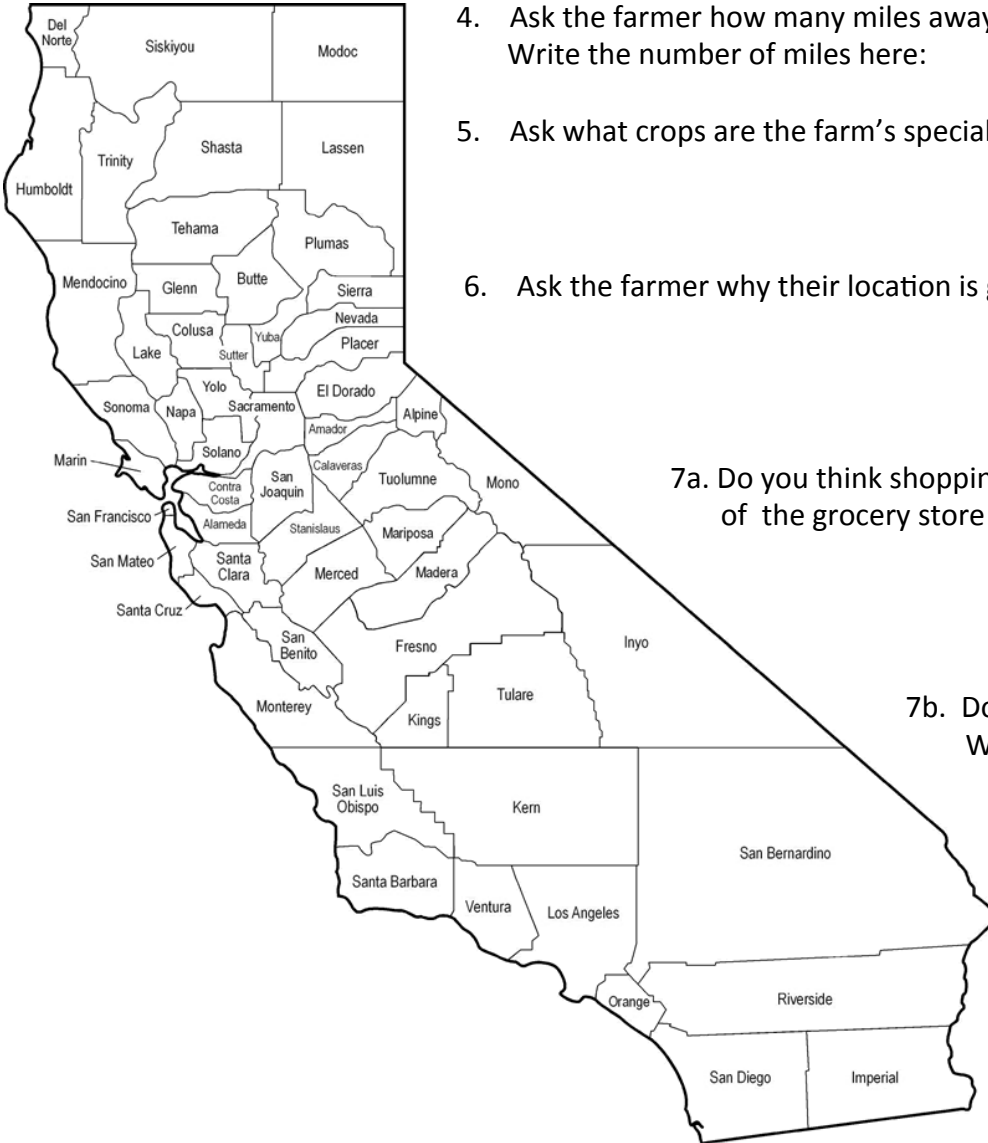 4. Ask the farmer how many miles away
Write the number of miles here:
5. Ask what crops are the farm's special
6. Ask the farmer why their location is g
7a. Do you think shoppin
of the grocery store
7b. Do
W
Del
Norte
Siskiyou
Modoc
Humboldt
Trinity
Shasta
Lassen
Tehama
Plumas
Mendocino
Glenn
Butte
Sierra
Nevada
Placer
Colusa
Yuba
Sutter
Lake
Yolo
El Dorado
Sonoma
Napa
Sacramento
Alpine
Amador
Solano
Marin
Calaveras
Tuolumne
Mono
Contra
Costa
San
Joaquin
San Francisco
Alameda
Stanislaus
Mariposa
San Mateo
Santa
Clara
Merced
Madera
Santa Cruz
San
Benito
Fresno
Inyo
Monterey
Kings
Tulare
San Luis
Obispo
Kern
San Bernardino
Santa Barbara
Ventura
Los Angeles
Orange
Riverside
San Diego
Imperial